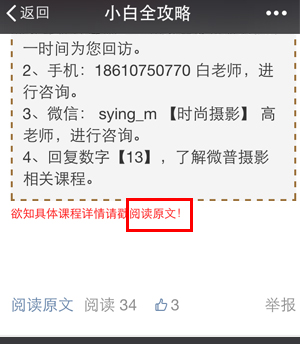 返回
小白全攻略
一时间为您回访。
2、手机：18610750770 白老师，进
行咨询。
3、微信： sying_m 【时尚摄影】 高
老师，进行咨询。
4、回复数字【13】，了解微普摄影
相关课程。
欲知具体课程详情请戳阅读原文！
阅读原文 阅读 34 3 举报